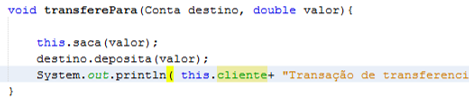 void transferePara(Conta destino, double valor){
this.saca(valor);
destino.deposita(valor);
System.out.println( this.cliente+ "Transação de transferenci
}